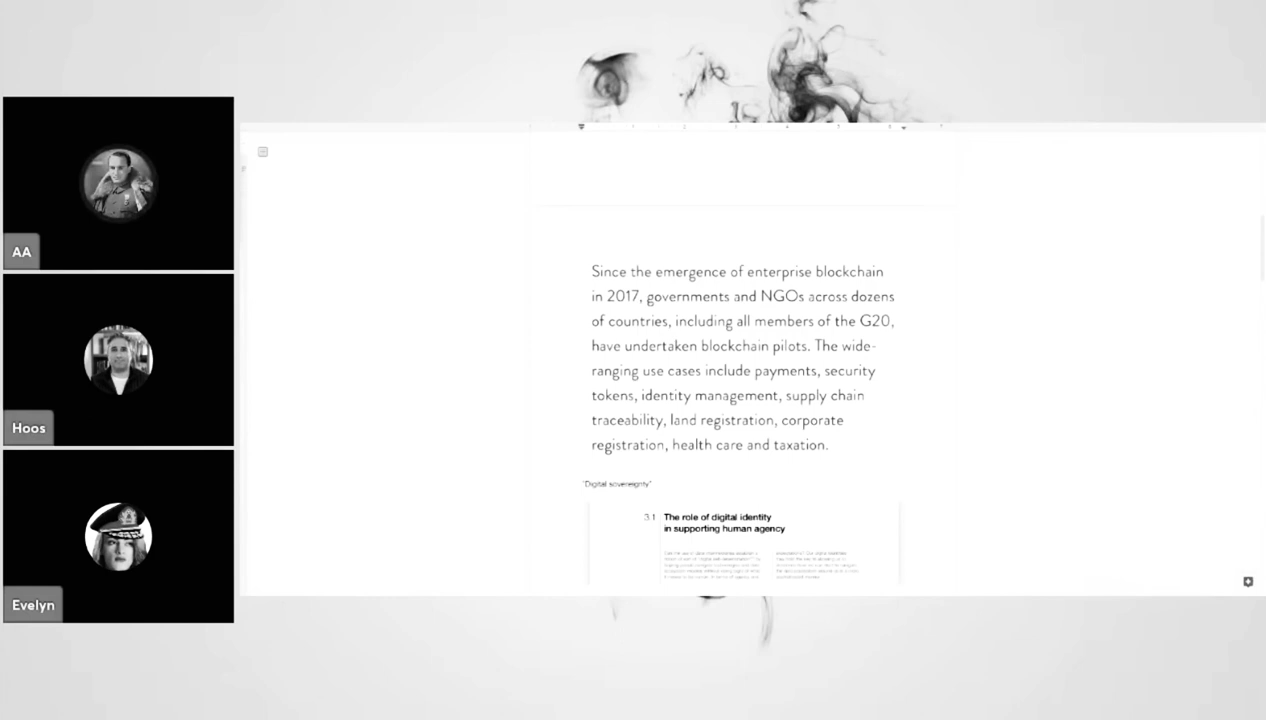 AA
Hoos
Evelyn
Since the emergence of enterprise blockchain
in 2017, governments and NGOs across dozens
of countries, including all members of the G20,
have undertaken blockchain pilots. The wide-
ranging use cases include payments, security
tokens, identity management, supply chain
traceability, land registration, corporate
registration, health care and taxation.
"Digital sovereignty"
3.1 The role of digital identity
in supporting human agency